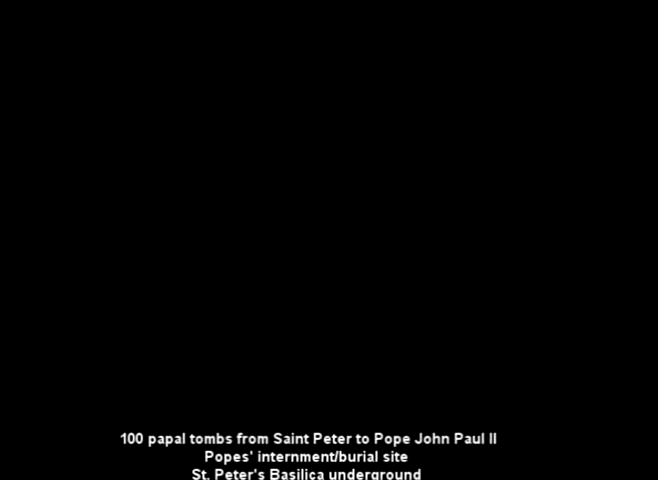 100 papal tombs from Saint Peter to Pope John Paul II
Popes' internment/burial site
St. Peter's Basilica underground